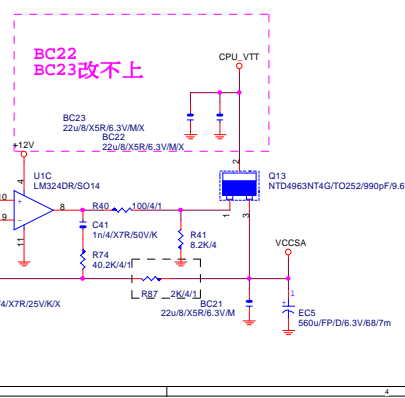 BC22
BC23改不上
CPU_VTT
BC23
22u/8/X5R/6.3V/M/X
BC22
22u/8/X5R/6.3V/M/X
+12V
4
2
U1C
LM324DR/SO14
Q13
NTD4963NT4G/TO252/990pF/9.6
10
+
8
R40
100/4/1
1
3
9
-
C41
1n/4/X7R/50V/K
R41
8.2K/4
11
VCCSA
R74
40.2K/4/1
R87
2K/4/1
1
4/X7R/25V/K/X
BC21
22u/8/X5R/6.3V/M
EC5
560u/FP/D/6.3V/68/7m
4